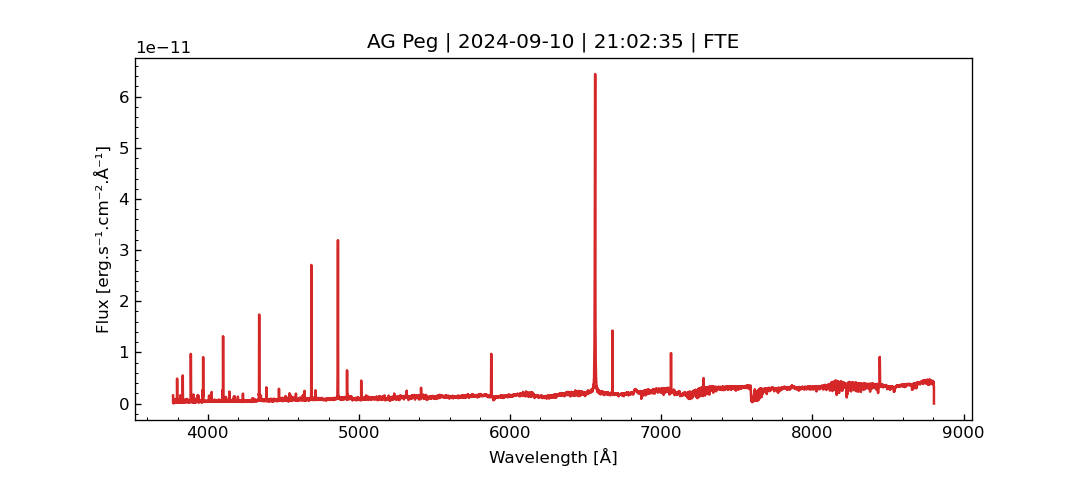 AG Peg | 2024-09-10 | 21:02:35 | FTE
1e−11
6
5
4
3
2
1
0
Flux [erg.s⁻¹.cm⁻².Å⁻¹]
4000 5000 6000 7000 8000 9000
Wavelength [Å]